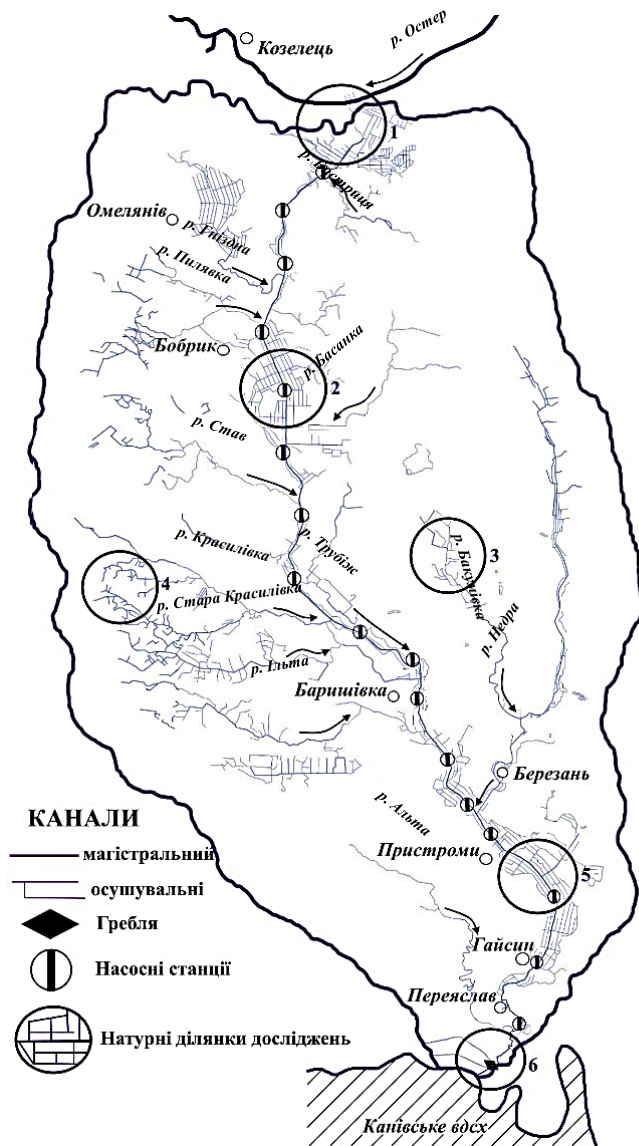 р. Остер
Козелець
1
р. Бистриця
Омелянів
р. Гніздна
р. Пилявка
Бобрик
р. Басанка
2
р. Став
р. Красилівка
р. Трубіж
3
р. Бакумівка
4
р. Стара Красилівка
р. Недра
р. Ільта
Баришівка
Березань
р. Альта
КАНАЛИ
магістральний
осушувальні
Гребля
Насосні станції
Натурні ділянки досліджень
Пристроми
5
Гайсин
Переяслав
6
Канівське вдсх